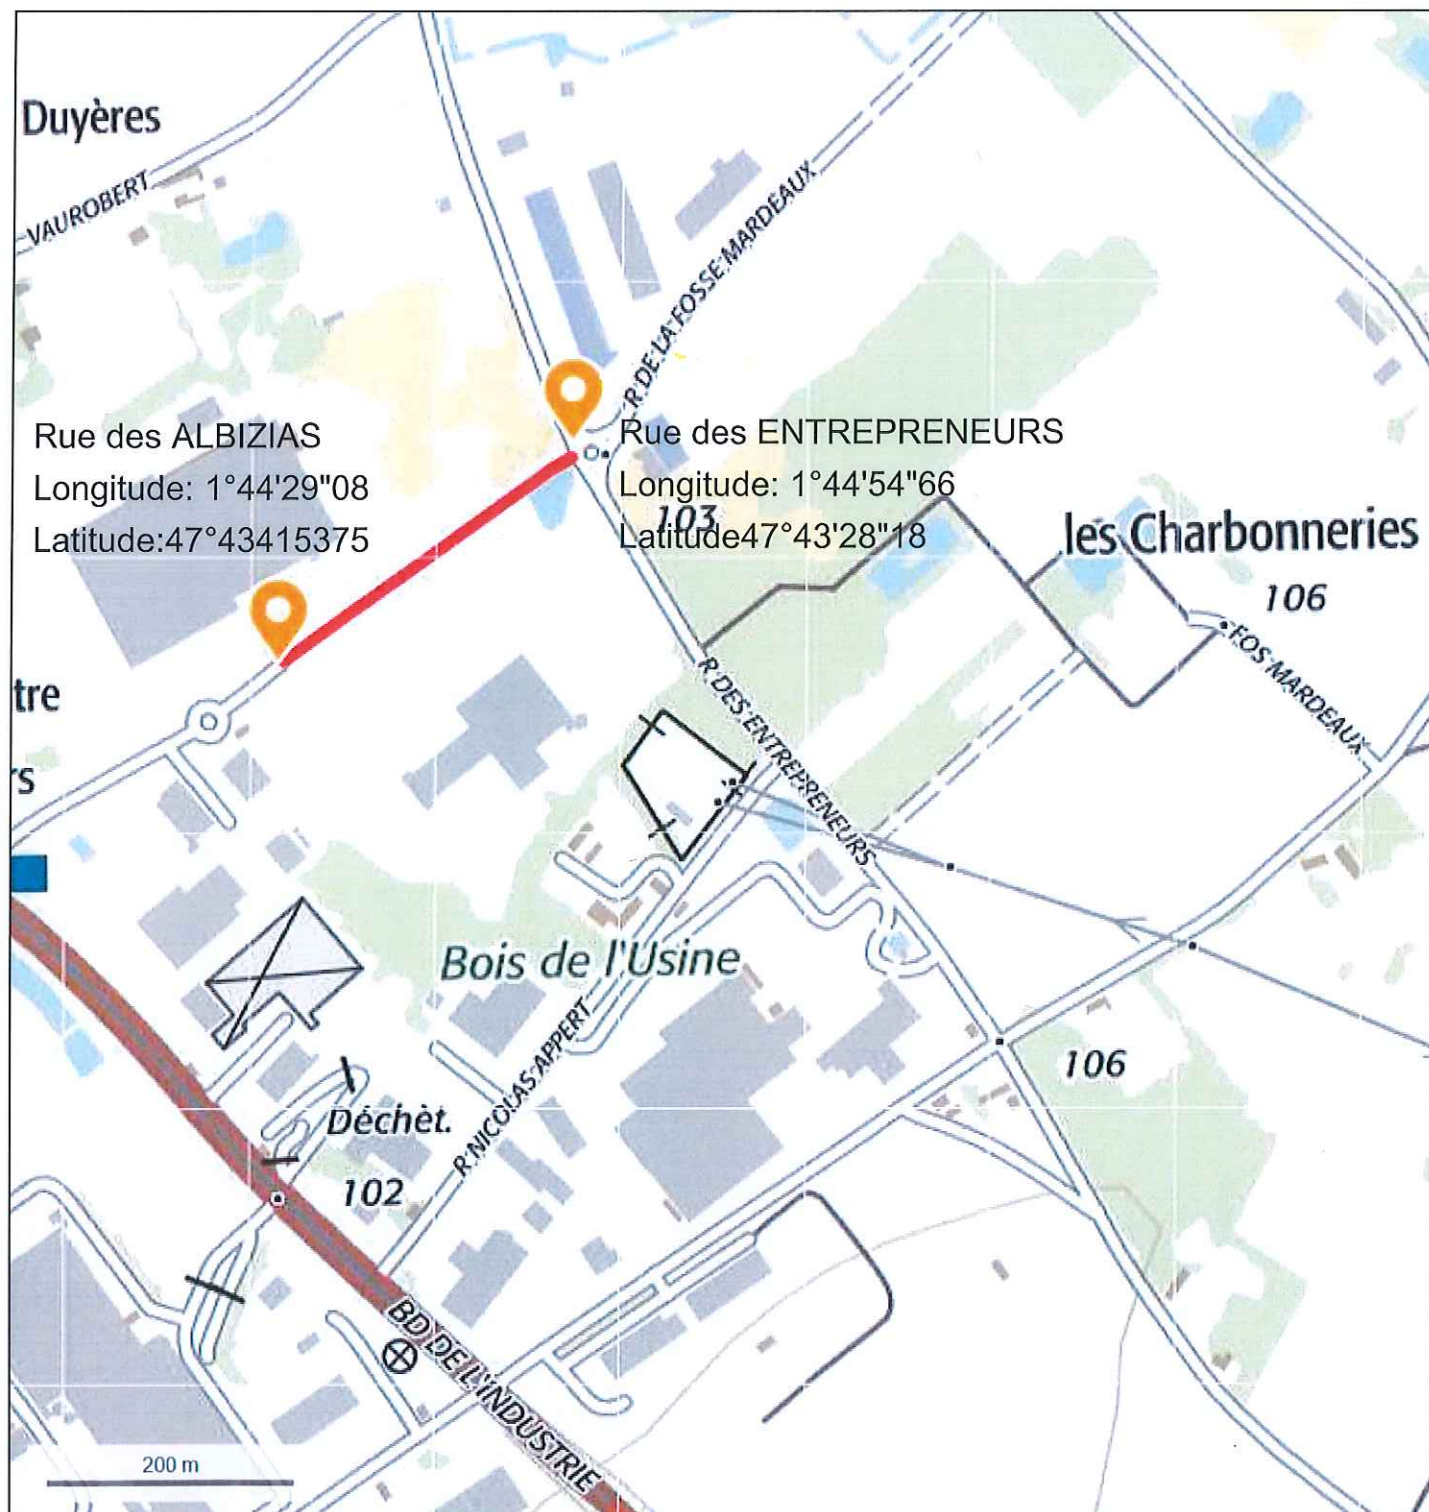 Duyères
VAUROBERT
R DE LA FOSSE MARDEAUX
Rue des ALBIZIAS
Longitude: 1°44'29"08
Latitude:47°43415375
Rue des ENTREPRENEURS
Longitude: 1°44'54"66
Latitude47°43'28"18
103
les Charbonneries
106
FOS MARDEAUX
tre
rs
R DES ENTREPRENEURS
Bois de l'Usine
R NICOLAS APPERT
106
Déchèt.
102
BD DE L'INDUSTRIE
200 m